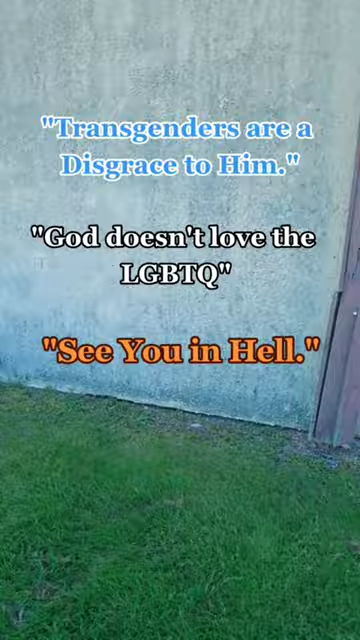 "Transgenders are a
Disgrace to Him."
"God doesn't love the
LGBTQ"
"See You in Hell."